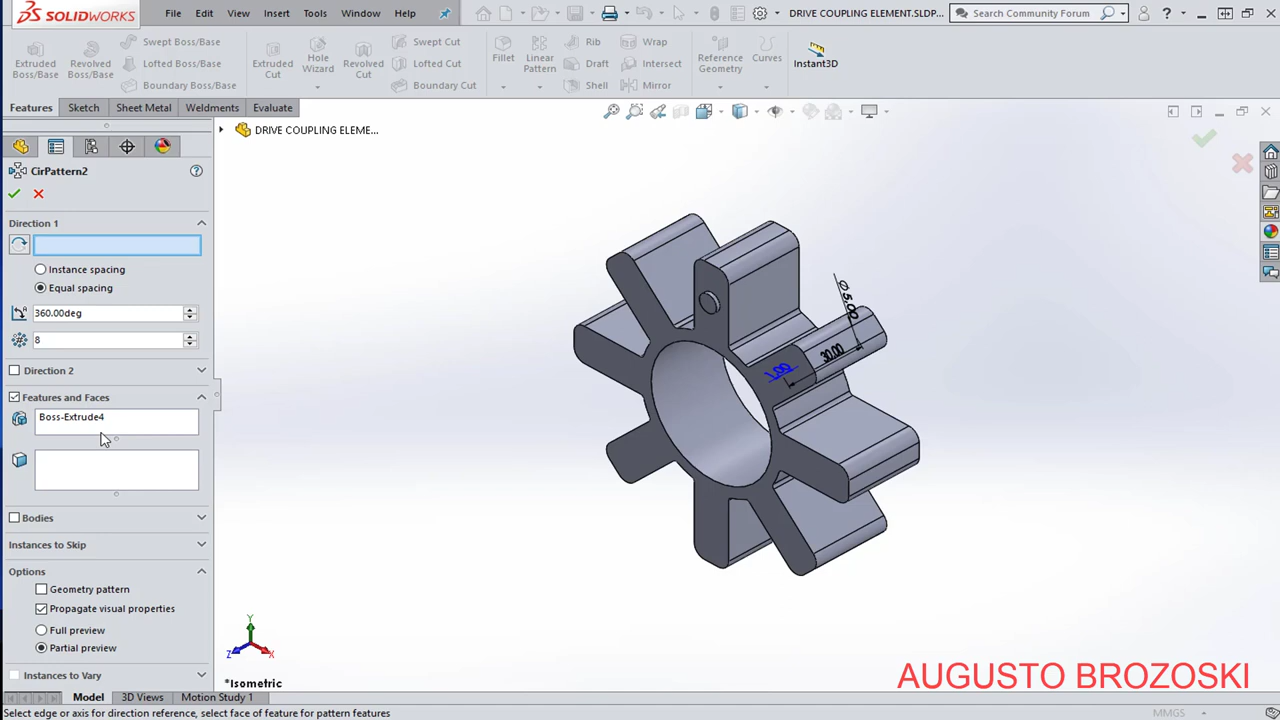 SOLIDWORKS File Edit View Insert Tools Window Help DRIVE COUPLING ELEMENT.SLDP... Search Community Forum
Extruded Boss/Base
Revolved Boss/Base
Swept Boss/Base
Lofted Boss/Base
Boundary Boss/Base
Extruded Cut
Hole Wizard
Revolved Cut
Swept Cut
Lofted Cut
Boundary Cut
Fillet
Linear Pattern
Rib
Draft
Shell
Wrap
Intersect
Mirror
Reference Geometry
Curves
Instant3D
Features Sketch Sheet Metal Weldments Evaluate
DRIVE COUPLING ELEME...
CirPattern2
Direction 1
Instance spacing
Equal spacing
360.00deg
8
Direction 2
Features and Faces
Boss-Extrude4
Bodies
Instances to Skip
Options
Geometry pattern
Propagate visual properties
Full preview
Partial preview
Instances to Vary
∅5.00
30.00
1.00
Y
Z X
*Isometric
AUGUSTO BROZOSKI
Model 3D Views Motion Study 1
Select edge or axis for direction reference, select face of feature for pattern features MMGS